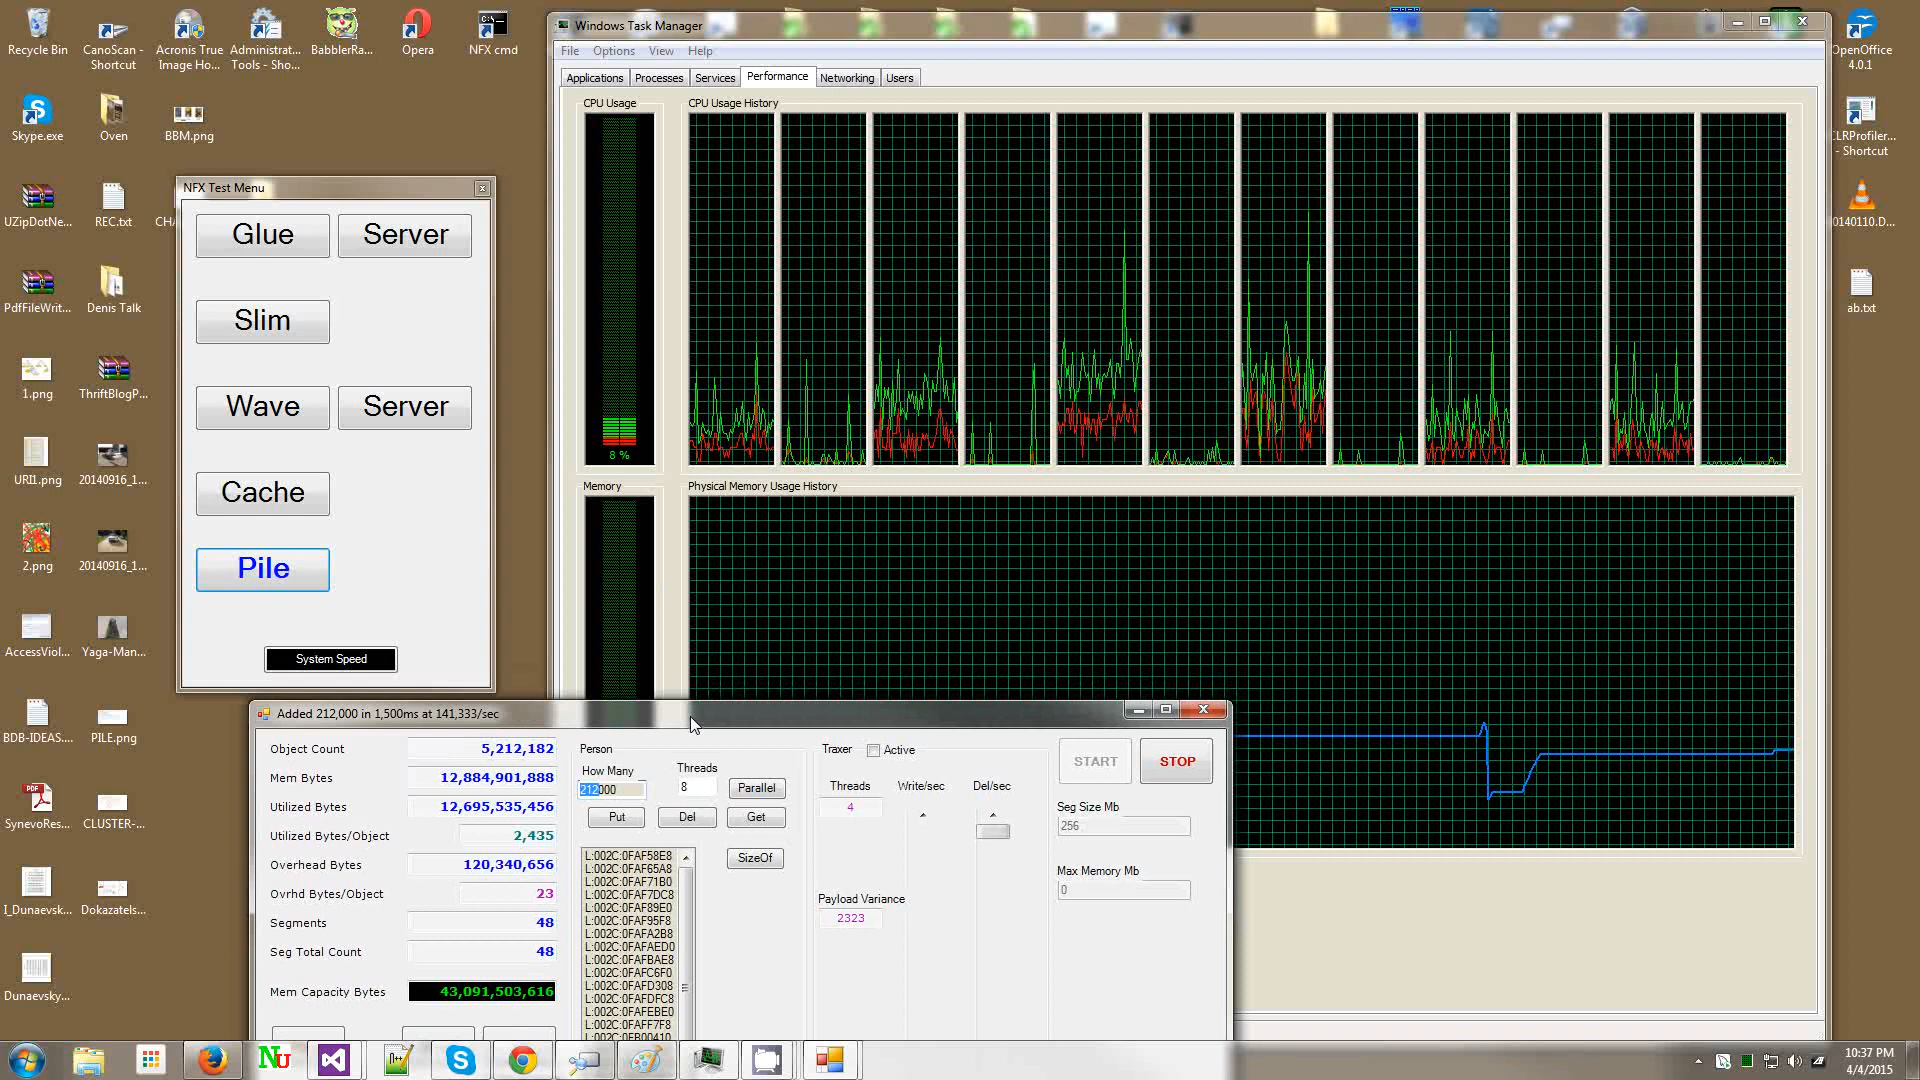 Recycle Bin
CanoScan - Shortcut
Acronis True Image Ho...
Administrat... Tools - Sho...
BabblerRa...
Opera
NFX cmd
Skype.exe
Oven
BBM.png
UZipDotNe...
REC.txt
CHA
PdfFileWrit...
Denis Talk
1.png
ThriftBlogP...
URI1.png
20140916_1...
2.png
20140916_1...
AccessViol...
Yaga-Man...
BDB-IDEAS....
PILE.png
SynevoRes...
CLUSTER-...
I_Dunaevsk...
Dokazatels...
Dunaevsky...
NFX Test Menu
Glue
Server
Slim
Wave
Server
Cache
Pile
System Speed
Windows Task Manager
File Options View Help
Applications Processes Services Performance Networking Users
CPU Usage
CPU Usage History
8 %
Memory
Physical Memory Usage History
OpenOffice 4.0.1
LRProfiler... - Shortcut
0140110.D...
ab.txt
Added 212,000 in 1,500ms at 141,333/sec
Object Count 5,212,182
Mem Bytes 12,884,901,888
Utilized Bytes 12,695,535,456
Utilized Bytes/Object 2,435
Overhead Bytes 120,340,656
Ovrhd Bytes/Object 23
Segments 48
Seg Total Count 48
Mem Capacity Bytes 43,091,503,616
Person
How Many
Threads
212000
8
Parallel
Put
Del
Get
SizeOf
L:002C:0FAF58E8
L:002C:0FAF65A8
L:002C:0FAF71B0
L:002C:0FAF7DC8
L:002C:0FAF89E0
L:002C:0FAF95F8
L:002C:0FAFA2B8
L:002C:0FAFAED0
L:002C:0FAFBAE8
L:002C:0FAFC6F0
L:002C:0FAFD308
L:002C:0FAFDFC8
L:002C:0FAFEBE0
L:002C:0FAFF7F8
L:002C:0FB00410
Traxer
Active
Threads
Write/sec
Del/sec
4
Payload Variance
2323
START
STOP
Seg Size Mb
256
Max Memory Mb
0
10:37 PM
4/4/2015